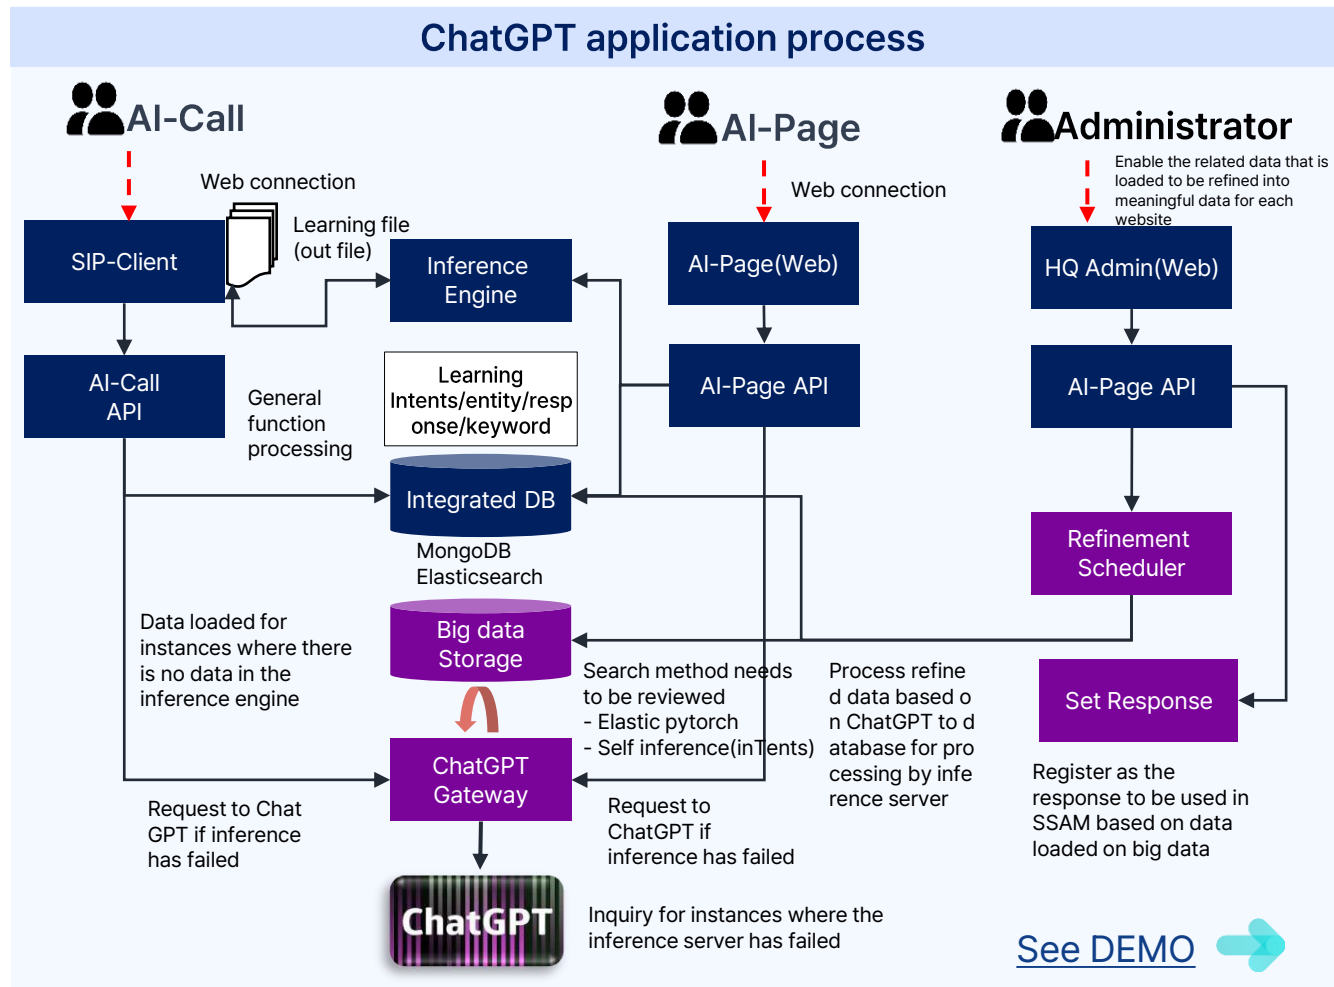 ChatGPT application process
AI-Call
AI-Page
Administrator
Web connection
Web connection
Enable the related data that is
loaded to be refined into
meaningful data for each
website
SIP-Client
Learning file
(out file)
Inference
Engine
AI-Page(Web)
HQ Admin(Web)
AI-Call
API
General
function
processing
Learning
Intents/entity/resp
onse/keyword
AI-Page API
AI-Page API
Integrated DB
MongoDB
Elasticsearch
Refinement
Scheduler
Data loaded for
instances where there
is no data in the
inference engine
Big data
Storage
Search method needs
to be reviewed
- Elastic pytorch
- Self inference(inTents)
Process refine
d data based o
n ChatGPT to d
atabase for pro
cessing by infe
rence server
Set Response
Register as the
response to be used in
SSAM based on data
loaded on big data
ChatGPT
Gateway
Request to Chat
GPT if inference
has failed
Request to
ChatGPT if
inference has failed
ChatGPT
Inquiry for instances where the
inference server has failed
See DEMO